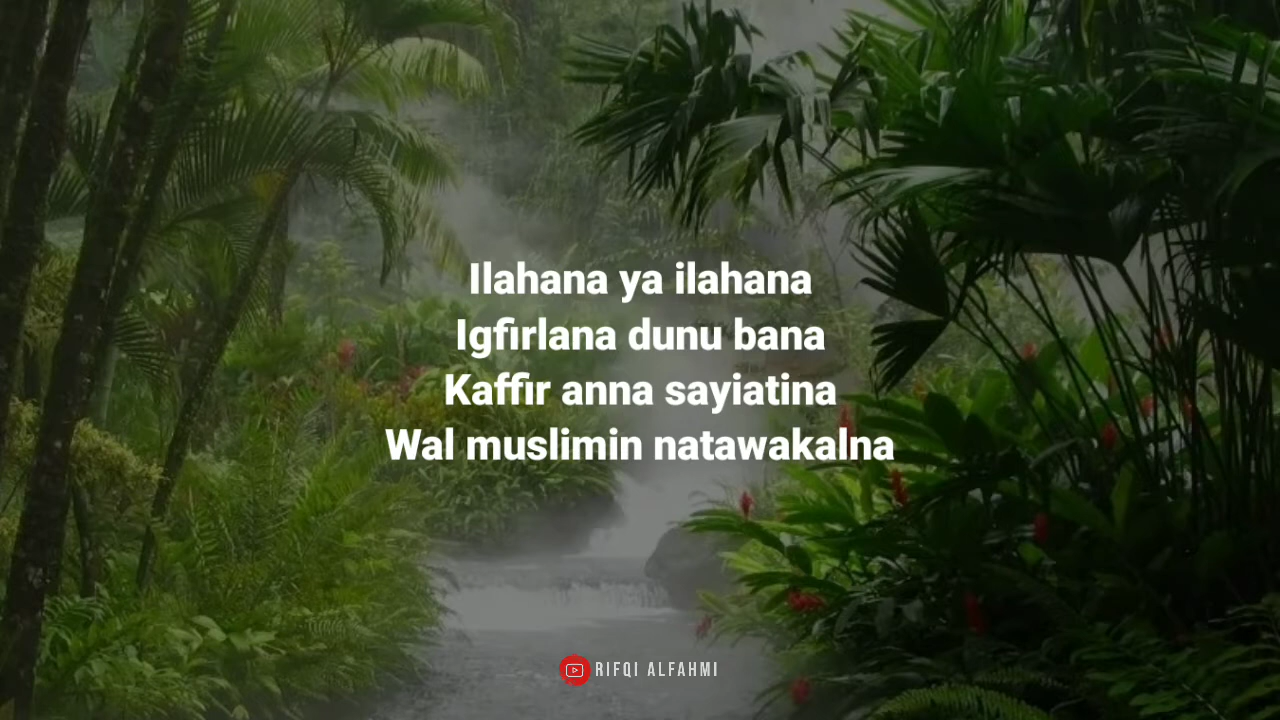 Ilahana ya ilahana
Igfirlana dunu bana
Kaffir anna sayiatina
Wal muslimin natawakalna
RIFQI ALFAHMI